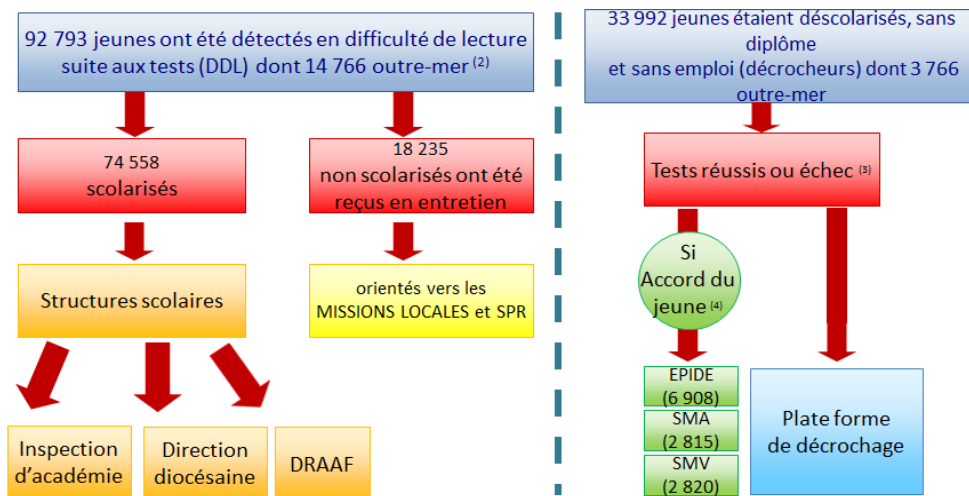 92 793 jeunes ont été détectés en difficulté de lecture
suite aux tests (DDL) dont 14 766 outre-mer (2)
74 558
scolarisés
18 235
non scolarisés ont été
reçus en entretien
Structures scolaires
orientés vers les
MISSIONS LOCALES et SPR
Inspection
d'académie
Direction
diocésaine
DRAAF
33 992 jeunes étaient déscolarisés, sans
diplôme
et sans emploi (décrocheurs) dont 3 766
outre-mer
Tests réussis ou échec (3)
Si
Accord du
jeune (4)
EPIDE
(6 908)
SMA
(2 815)
SMV
(2 820)
Plate forme
de décrochage